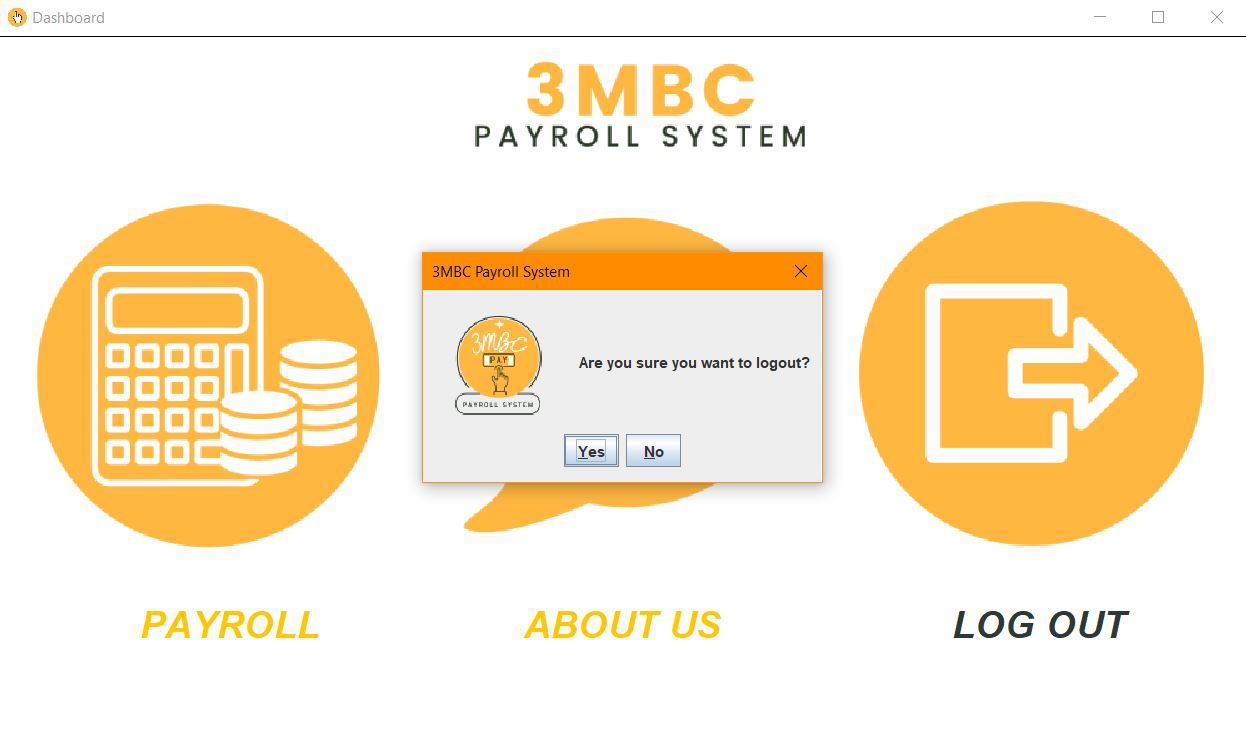 Dashboard
3MBC
PAYROLL SYSTEM
3MBC Payroll System
3MBC
PAY
PAYROLL SYSTEM
Are you sure you want to logout?
Yes No
PAYROLL ABOUT US LOG OUT